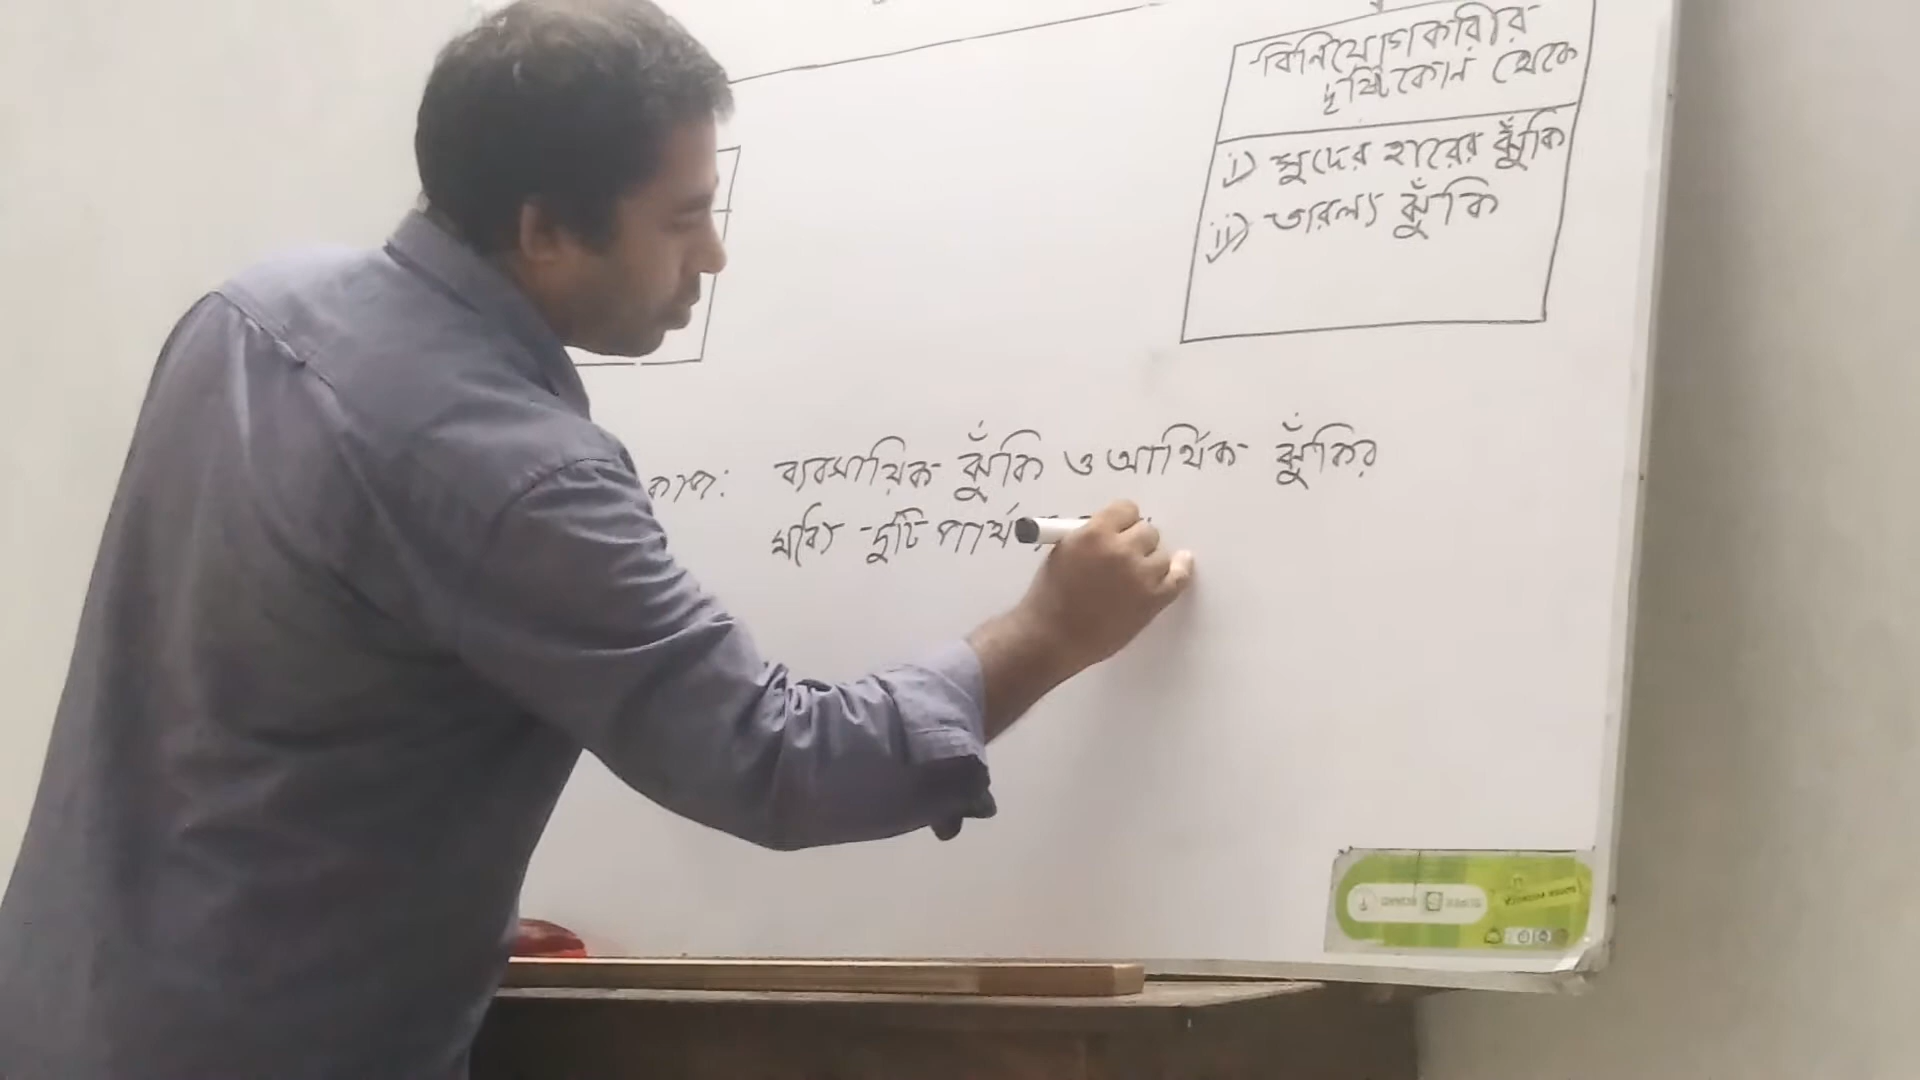 বিনিয়োগকারীর
দৃষ্টিকোন থেকে
i) সুদের হারের ঝুঁকি
ii) তারল্য ঝুঁকি
কাজ: ব্যবসায়িক ঝুঁকি ও আর্থিক ঝুঁকির
মধ্যে দুটি